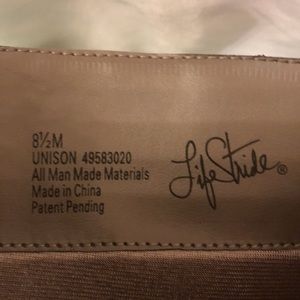 8½M
UNISON 49583020
All Man Made Materials
Made in China
Patent Pending
LifeStride®